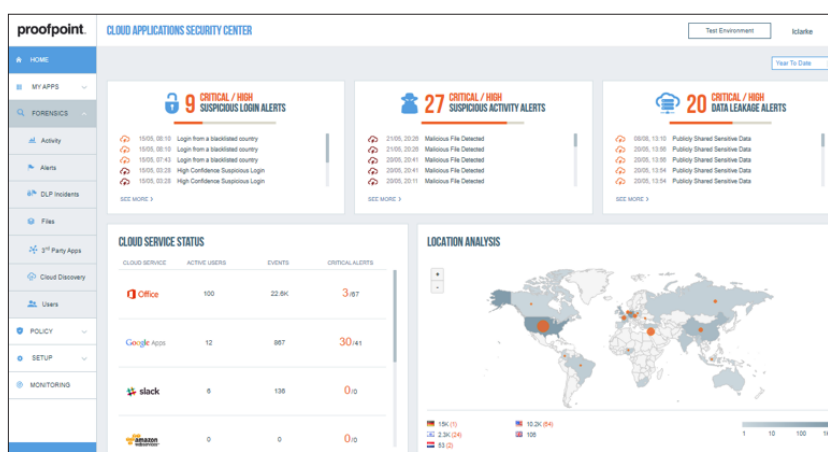 proofpoint.
CLOUD APPLICATIONS SECURITY CENTER
Test Environment
lclarke
Year To Date
HOME
MY APPS
FORENSICS
Activity
Alerts
DLP Incidents
Files
3rd Party Apps
Cloud Discovery
Users
POLICY
SETUP
MONITORING
9 CRITICAL / HIGH
SUSPICIOUS LOGIN ALERTS
15/05, 08:10 Login from a blacklisted country
15/05, 08:10 Login from a blacklisted country
15/05, 07:43 Login from a blacklisted country
15/05, 03:28 High Confidence Suspicious Login
15/05, 03:28 High Confidence Suspicious Login
SEE MORE >
27 CRITICAL / HIGH
SUSPICIOUS ACTIVITY ALERTS
21/05, 20:26 Malicious File Detected
21/05, 20:26 Malicious File Detected
20/05, 20:41 Malicious File Detected
20/05, 20:41 Malicious File Detected
20/05, 20:11 Malicious File Detected
SEE MORE >
20 CRITICAL / HIGH
DATA LEAKAGE ALERTS
08/06, 13:10 Publicly Shared Sensitive Data
20/05, 13:56 Publicly Shared Sensitive Data
20/05, 13:56 Publicly Shared Sensitive Data
20/05, 13:54 Publicly Shared Sensitive Data
20/05, 13:54 Publicly Shared Sensitive Data
SEE MORE >
CLOUD SERVICE STATUS
CLOUD SERVICE ACTIVE USERS EVENTS CRITICAL ALERTS
Office 100 22.6K 3/67
Google Apps 12 867 30/41
slack 6 136 0/0
amazon webservices 0 0 0/0
LOCATION ANALYSIS
+
-
15K (1) 10.2K (64)
2.3K (24) 106
53 (2)
1 10 100